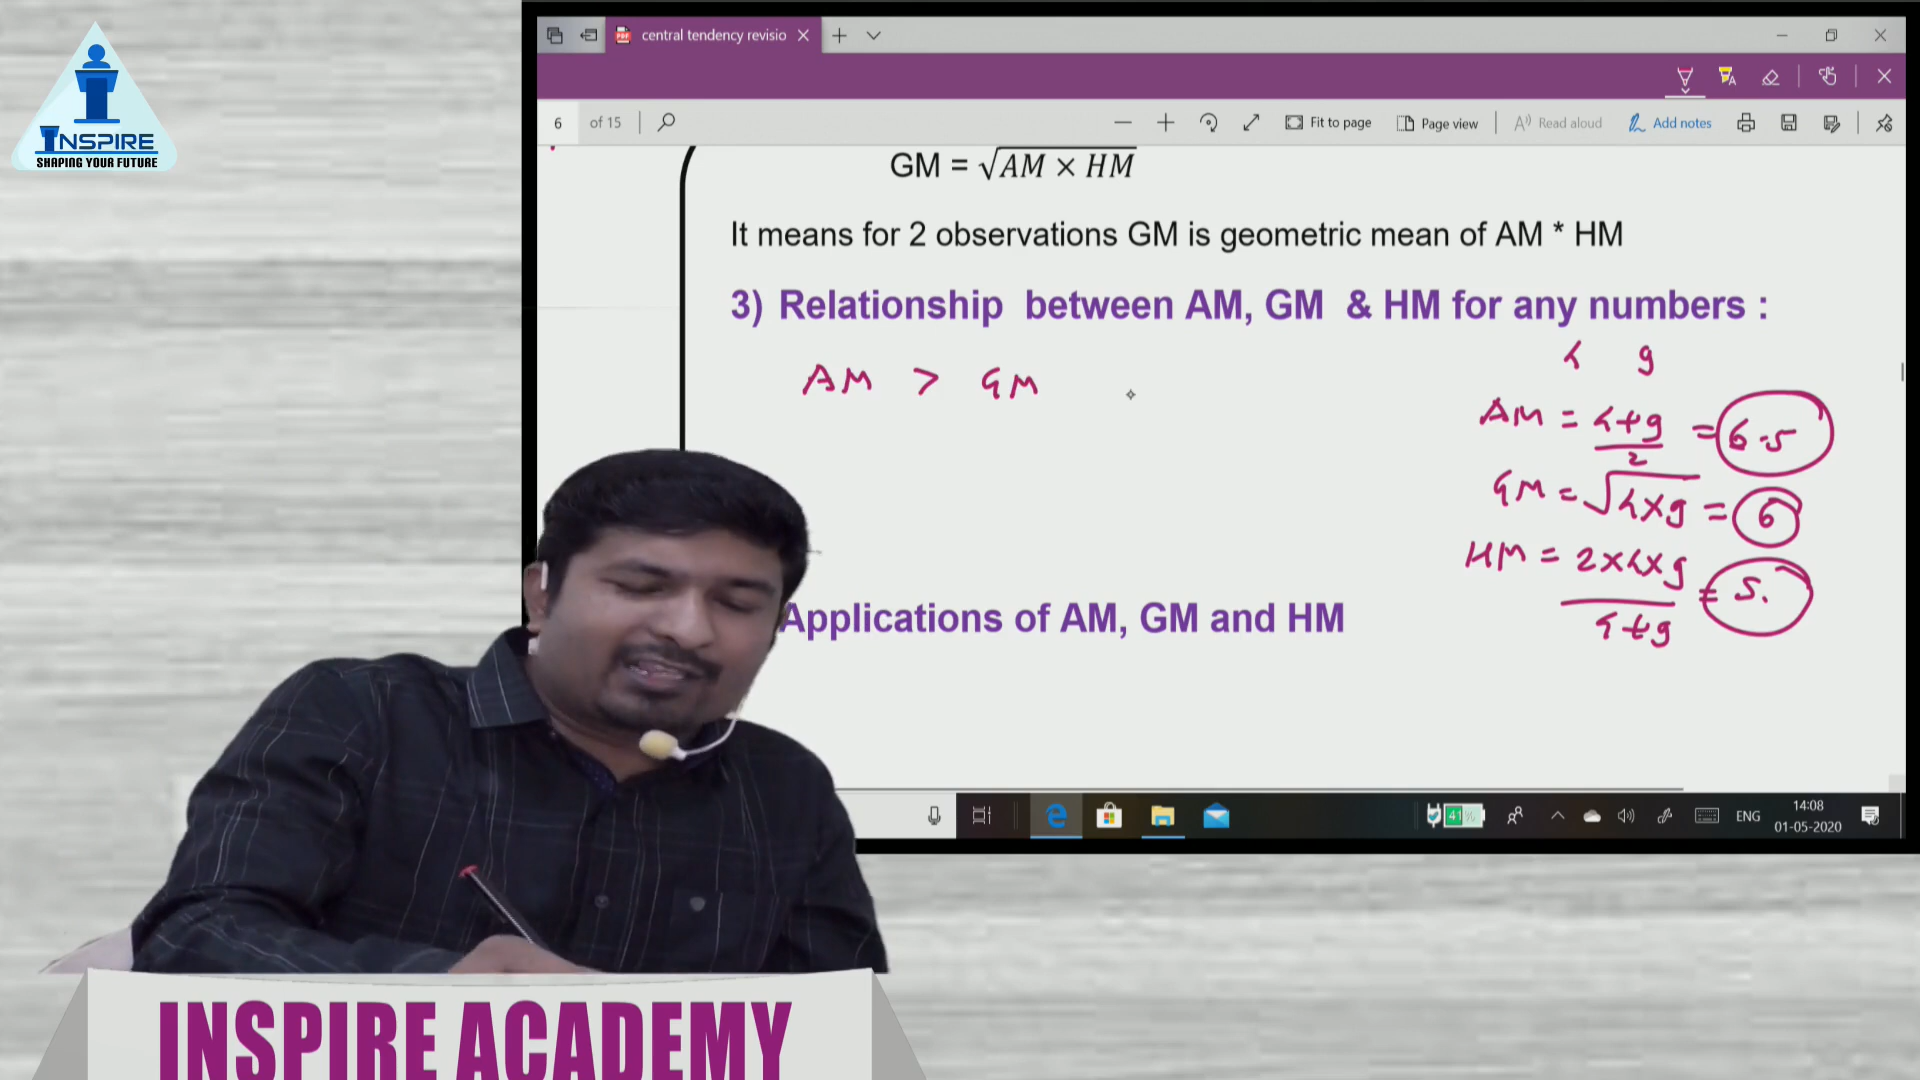 INSPIRE
SHAPING YOUR FUTURE
central tendency revisio
6 of 15
Fit to page
Page view
Read aloud
Add notes
GM = √AM × HM
It means for 2 observations GM is geometric mean of AM * HM
3) Relationship between AM, GM & HM for any numbers :
4 9
AM > GM
AM = 4+9/2 = 6.5
GM = √4×9 = 6
HM = 2×4×9/4+9 = 5.
Applications of AM, GM and HM
41%
ENG
14:08
01-05-2020
INSPIRE ACADEMY